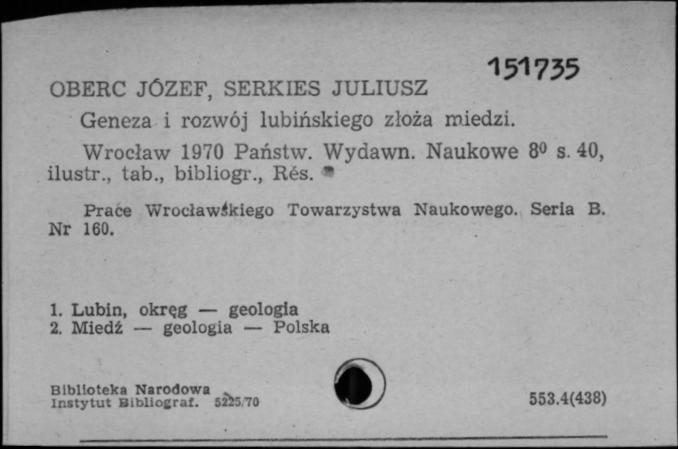 151735
OBERC JÓZEF, SERKIES JULIUSZ
Geneza i rozwój lubińskiego złoża miedzi.
Wrocław 1970 Państw. Wydawn. Naukowe 8⁰ s. 40,
ilustr., tab., bibliogr., Rés.
Prace Wrocławskiego Towarzystwa Naukowego. Seria B.
Nr 160.
1. Lubin, okręg — geologia
2. Miedź — geologia — Polska
Biblioteka Narodowa
Instytut Bibliograf. 5225/70
553.4(438)